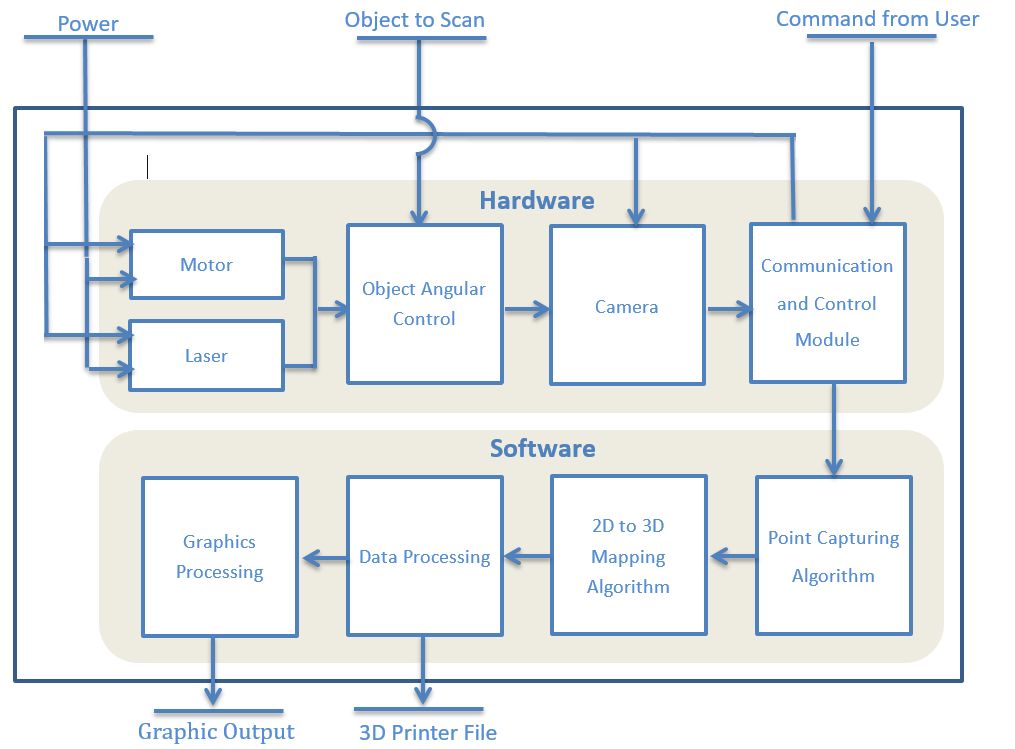 Power
Object to Scan
Command from User
Hardware
Motor
Laser
Object Angular
Control
Camera
Communication
and Control
Module
Software
Graphics
Processing
Data Processing
2D to 3D
Mapping
Algorithm
Point Capturing
Algorithm
Graphic Output
3D Printer File